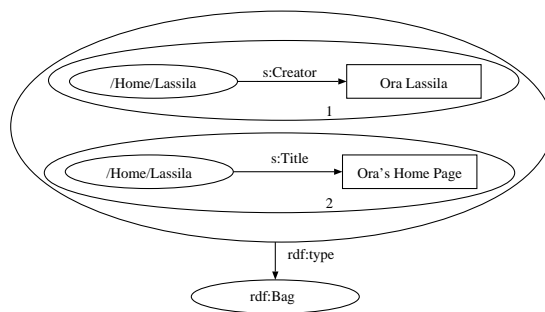 s:Creator
/Home/Lassila
Ora Lassila
1
s:Title
/Home/Lassila
Ora's Home Page
2
rdf:type
rdf:Bag